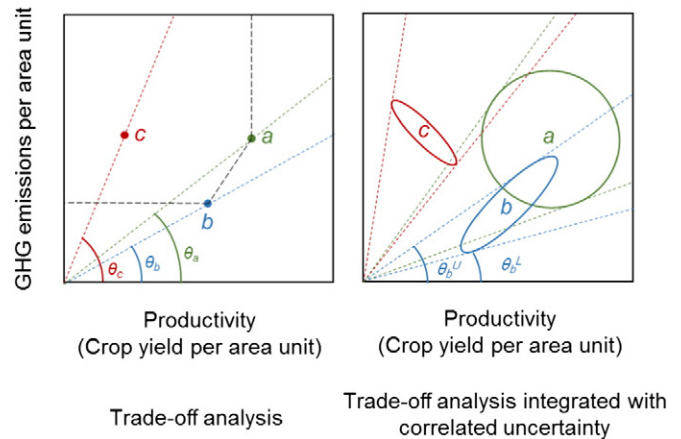 GHG emissions per area unit
c
a
b
θc
θb
θa
Productivity
(Crop yield per area unit)
Trade-off analysis
c
a
b
θbU
θbL
Productivity
(Crop yield per area unit)
Trade-off analysis integrated with
correlated uncertainty